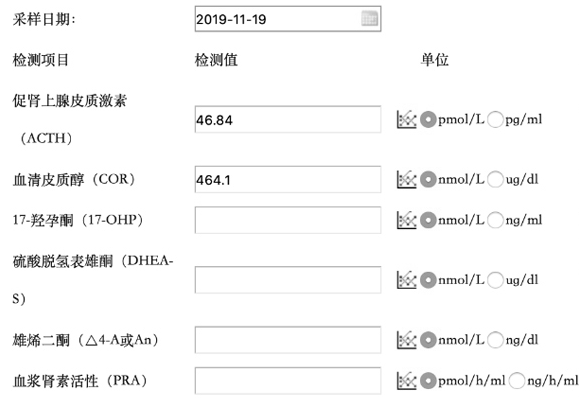 采样日期: 2019-11-19
检测项目 检测值 单位
促肾上腺皮质激素
（ACTH） 46.84 pmol/L pg/ml
血清皮质醇（COR） 464.1 nmol/L ug/dl
17-羟孕酮（17-OHP） nmol/L ng/ml
硫酸脱氢表雄酮（DHEA-
S） nmol/L ug/dl
雄烯二酮（△4-A或An） nmol/L ng/dl
血浆肾素活性（PRA） pmol/h/ml ng/h/ml